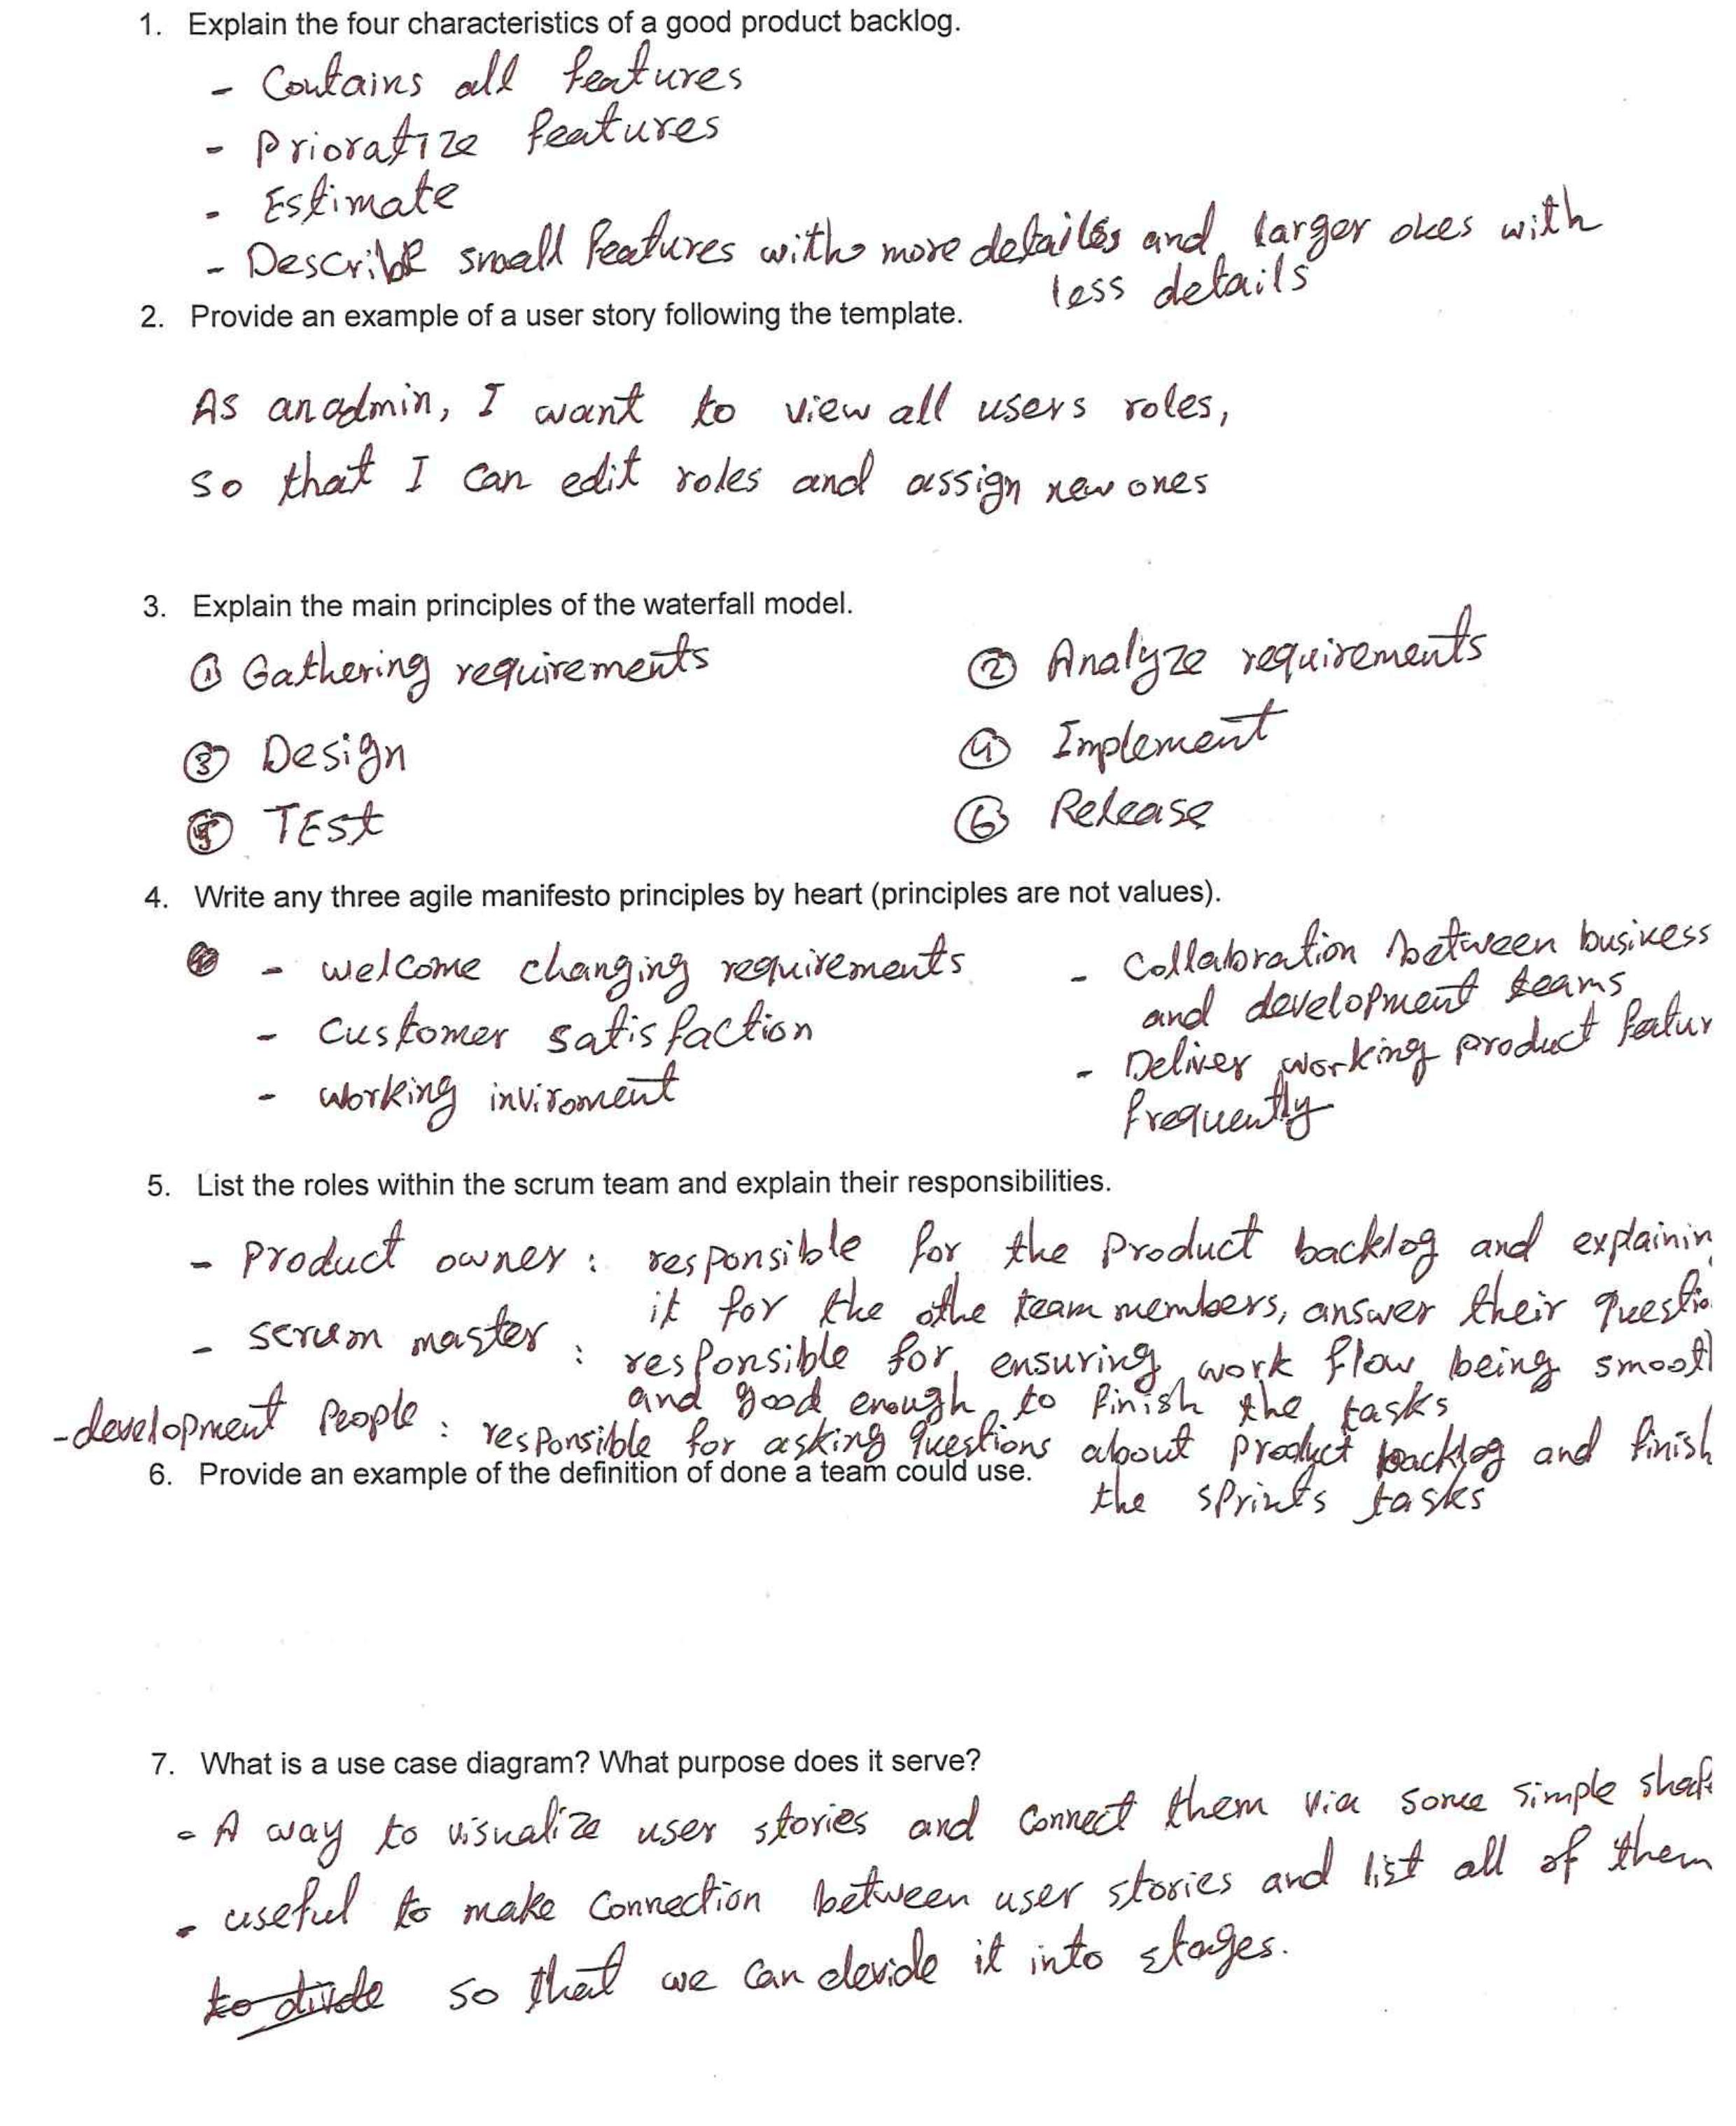 1. Explain the four characteristics of a good product backlog.
- Contains all features
- Prioratize features
- Estimate
- Describe small features with more details and larger ones with
less details
2. Provide an example of a user story following the template.
As an admin, I want to view all users roles,
so that I can edit roles and assign new ones
3. Explain the main principles of the waterfall model.
① Gathering requirements ② Analyze requirements
③ Design ④ Implement
⑤ TEst ⑥ Release
4. Write any three agile manifesto principles by heart (principles are not values).
- welcome changing requirements
- customer satisfaction
- working inviroment
- Collabration between business
and development teams
- Deliver working product featur
frequently
5. List the roles within the scrum team and explain their responsibilities.
- Product owner : responsible for the product backlog and explainin
it for the othe team members, answer their questio
- scrum master : responsible for ensuring work flow being smooth
and good enough to finish the tasks
- development people : responsible for asking questions about product backlog and finish
the sprints tasks
6. Provide an example of the definition of done a team could use.
7. What is a use case diagram? What purpose does it serve?
- A way to visualize user stories and connect them via some simple shap
- useful to make connection between user stories and list all of them
to divide so that we can devide it into stages.